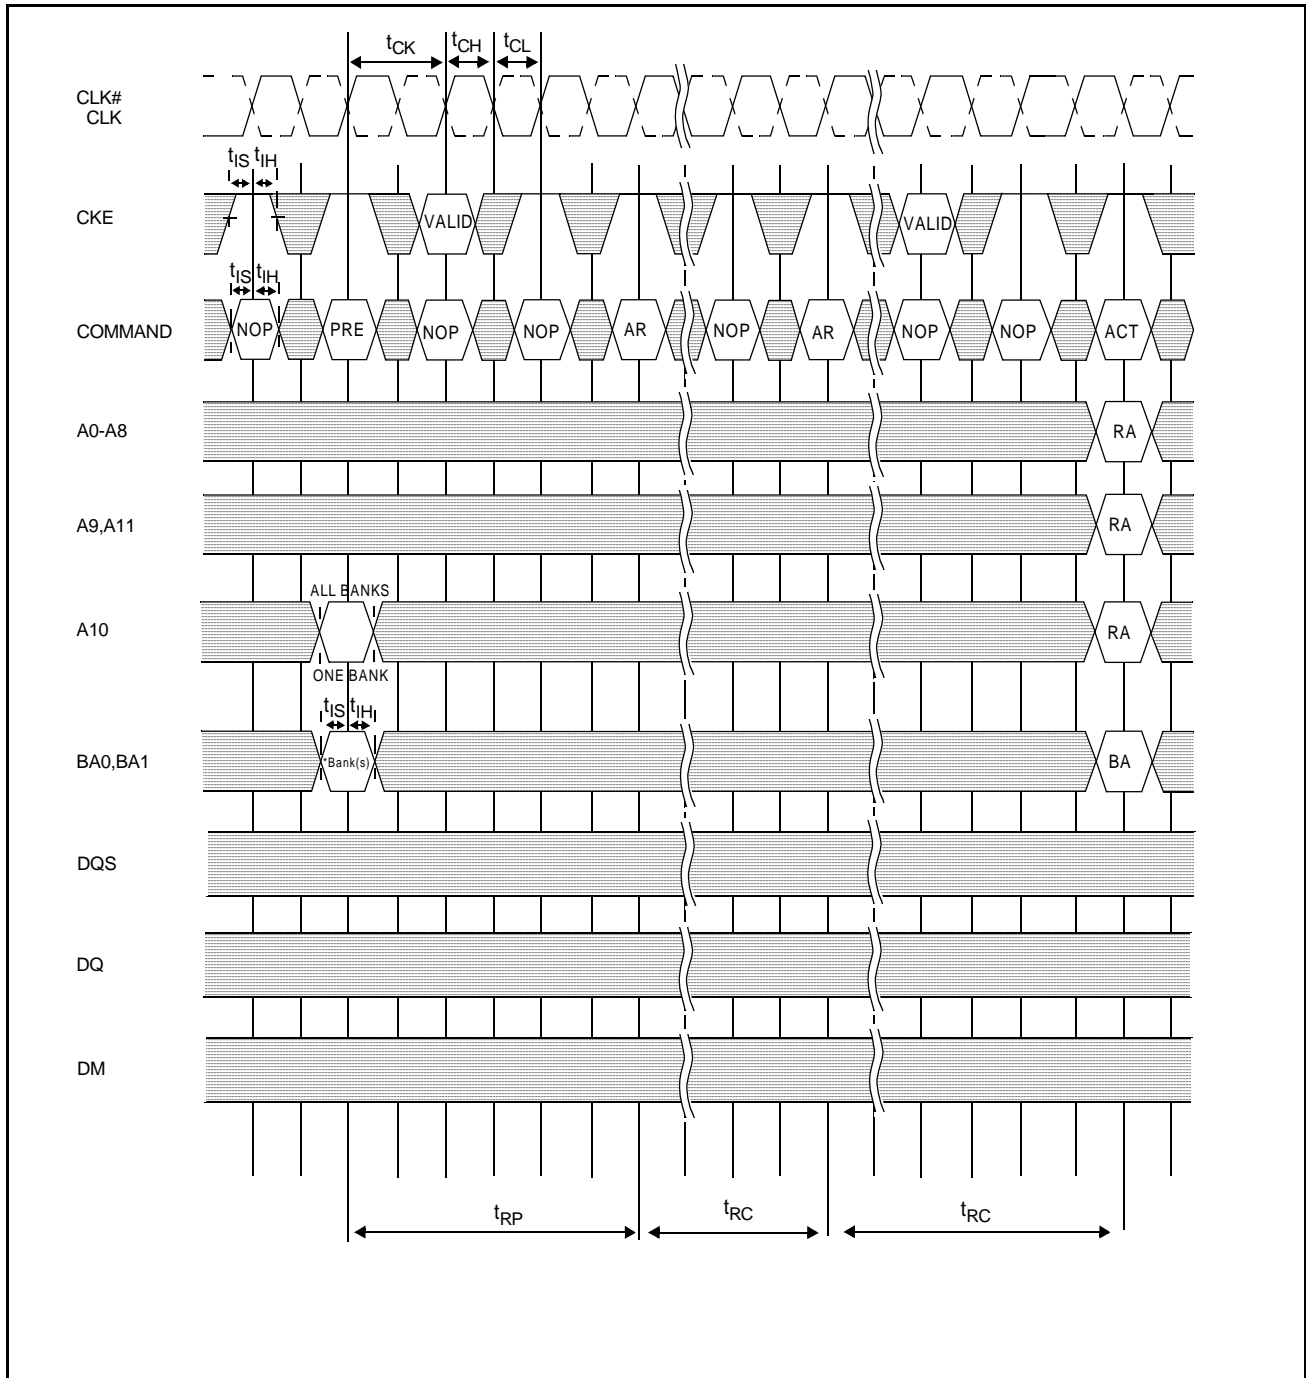 tCK tCH tCL
CLK#
CLK
tIS tIH
CKE VALID VALID
tIS tIH
COMMAND NOP PRE NOP NOP AR NOP AR NOP NOP ACT
A0-A8 RA
A9,A11 RA
ALL BANKS
A10 RA
ONE BANK
tIS tIH
BA0,BA1 *Bank(s) BA
DQS
DQ
DM
tRP tRC tRC